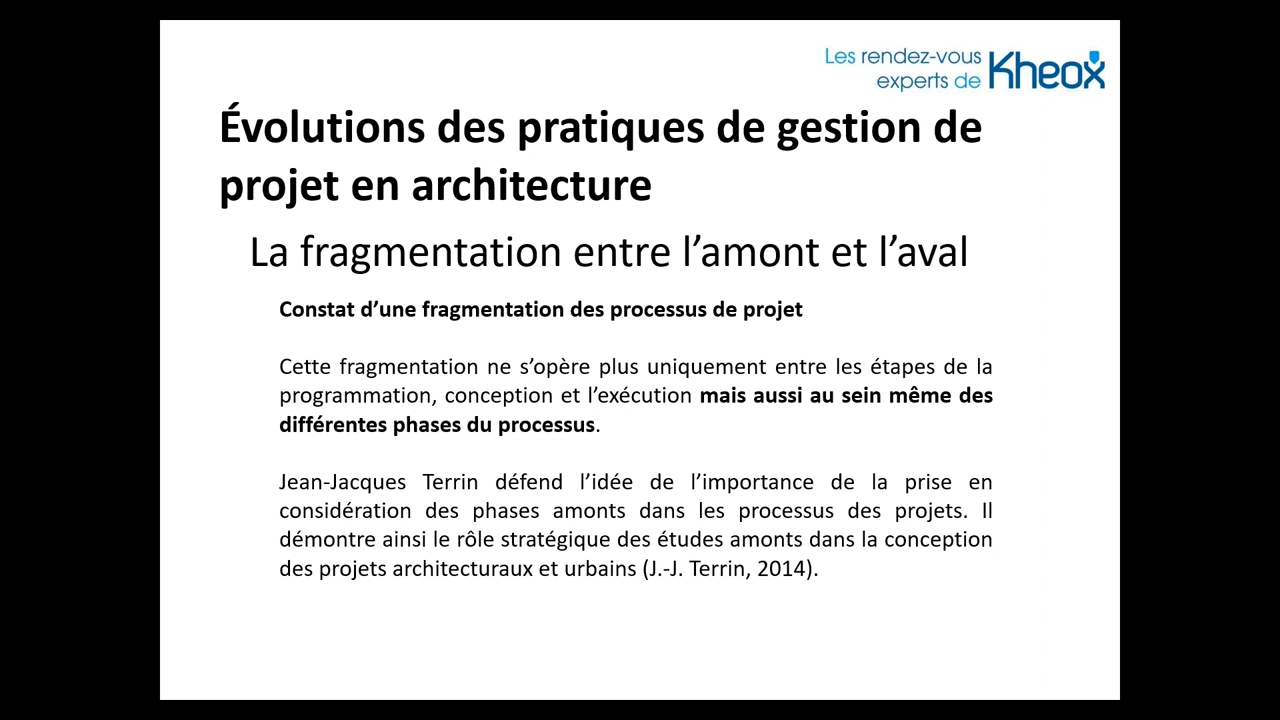 Les rendez-vous
experts de Kheox
Évolutions des pratiques de gestion de
projet en architecture
La fragmentation entre l’amont et l’aval
Constat d’une fragmentation des processus de projet
Cette fragmentation ne s’opère plus uniquement entre les étapes de la
programmation, conception et l’exécution mais aussi au sein même des
différentes phases du processus.
Jean-Jacques Terrin défend l’idée de l’importance de la prise en
considération des phases amonts dans les processus des projets. Il
démontre ainsi le rôle stratégique des études amonts dans la conception
des projets architecturaux et urbains (J.-J. Terrin, 2014).